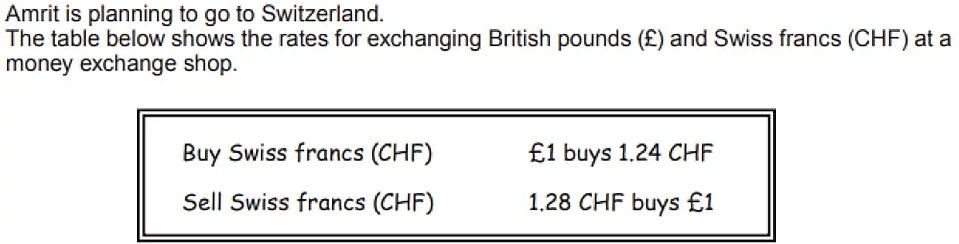 Amrit is planning to go to Switzerland.
The table below shows the rates for exchanging British pounds (£) and Swiss francs (CHF) at a
money exchange shop.
Buy Swiss francs (CHF) £1 buys 1.24 CHF
Sell Swiss francs (CHF) 1.28 CHF buys £1